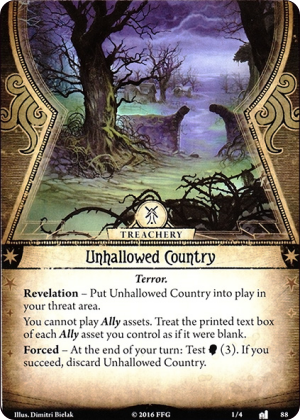 TREACHERY
Unhallowed Country
Terror.
Revelation – Put Unhallowed Country into play in
your threat area.
You cannot play Ally assets. Treat the printed text
box of each Ally asset you control as if it were blank.
Forced – At the end of your turn: Test (3). If you
succeed, discard Unhallowed Country.
Illus. Dimitri Bielak © 2016 FFG 1/4 88